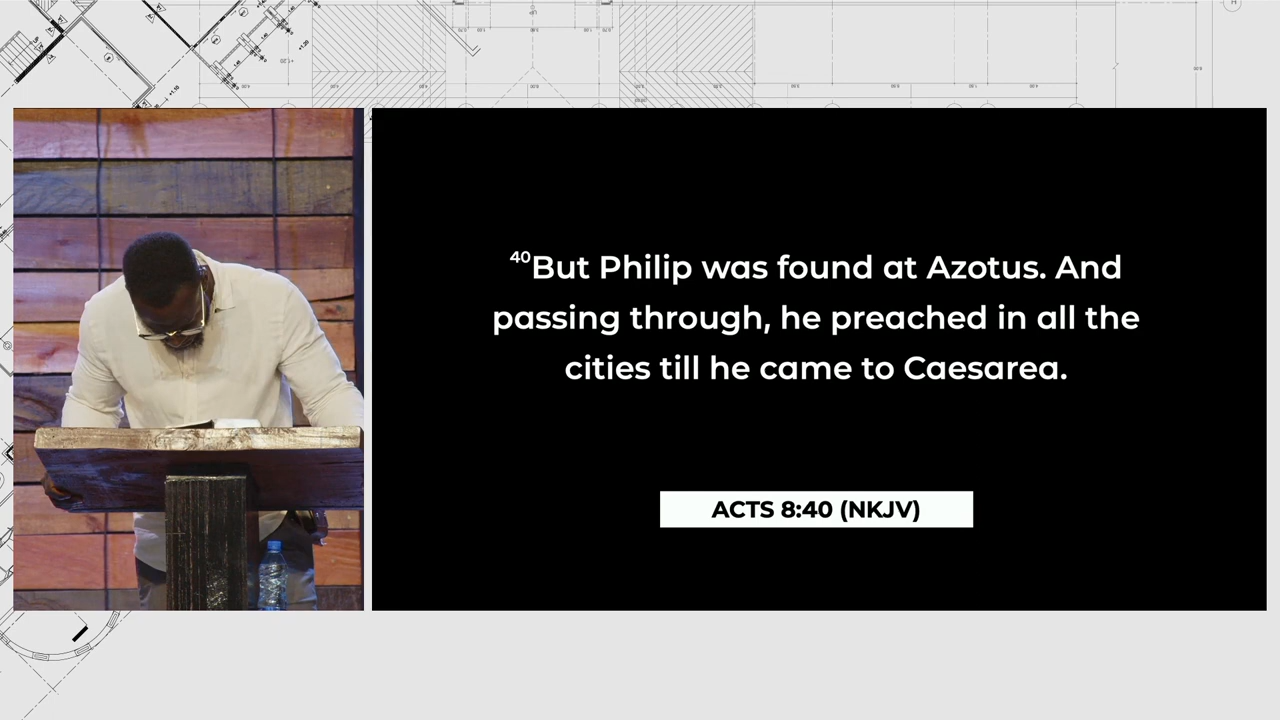 ⁴⁰But Philip was found at Azotus. And
passing through, he preached in all the
cities till he came to Caesarea.
ACTS 8:40 (NKJV)